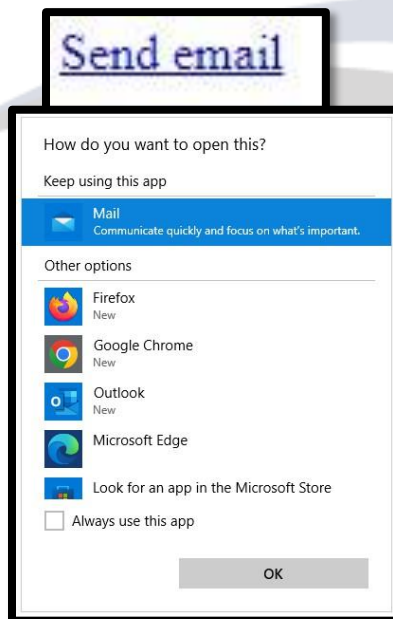 Send email
How do you want to open this?
Keep using this app
Mail
Communicate quickly and focus on what's important.
Other options
Firefox
New
Google Chrome
New
Outlook
New
Microsoft Edge
Look for an app in the Microsoft Store
Always use this app
OK